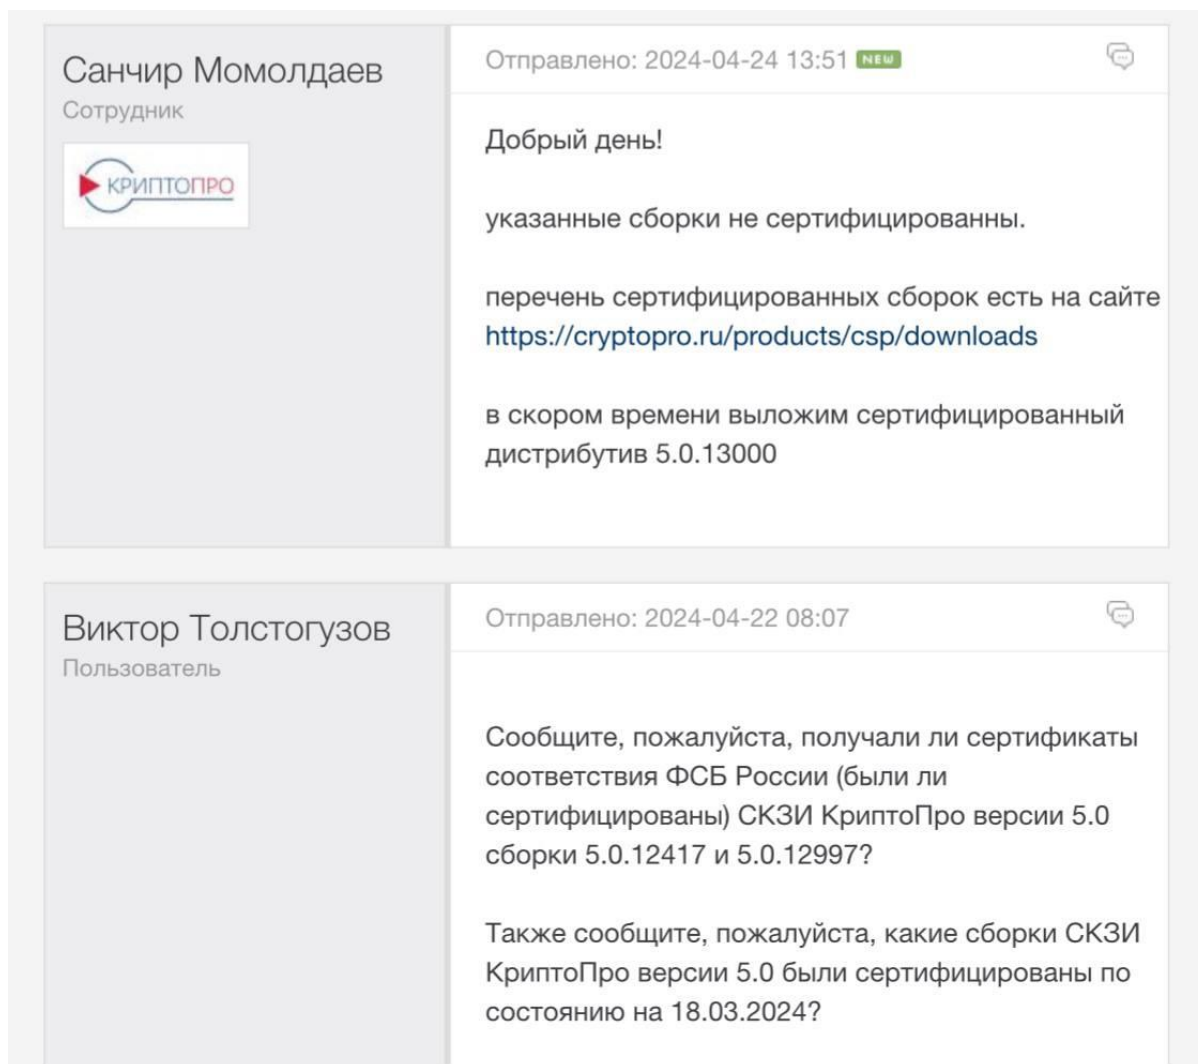 Санчир Момолдаев
Сотрудник
КРИПТОПРО
Отправлено: 2024-04-24 13:51 NEW
Добрый день!
указанные сборки не сертифицированны.
перечень сертифицированных сборок есть на сайте
https://cryptopro.ru/products/csp/downloads
в скором времени выложим сертифицированный
дистрибутив 5.0.13000
Виктор Толстогузов
Пользователь
Отправлено: 2024-04-22 08:07
Сообщите, пожалуйста, получали ли сертификаты
соответствия ФСБ России (были ли
сертифицированы) СКЗИ КриптоПро версии 5.0
сборки 5.0.12417 и 5.0.12997?
Также сообщите, пожалуйста, какие сборки СКЗИ
КриптоПро версии 5.0 были сертифицированы по
состоянию на 18.03.2024?